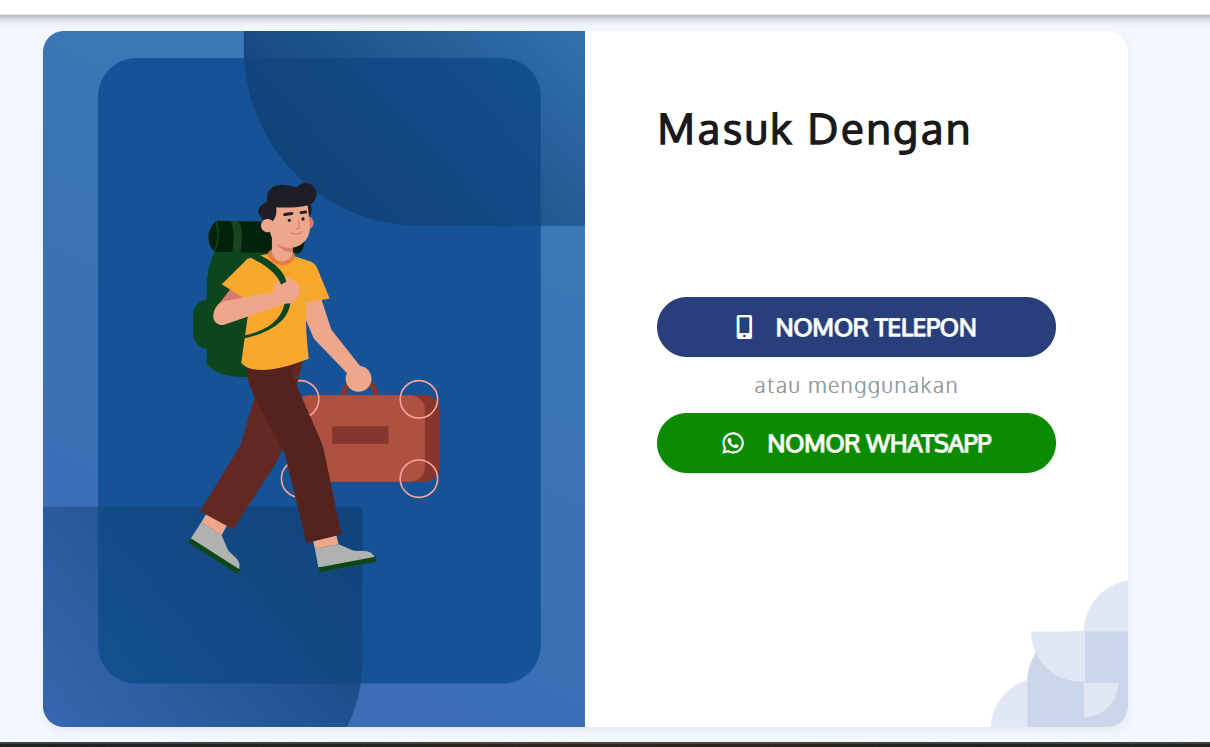 Masuk Dengan
NOMOR TELEPON
atau menggunakan
NOMOR WHATSAPP